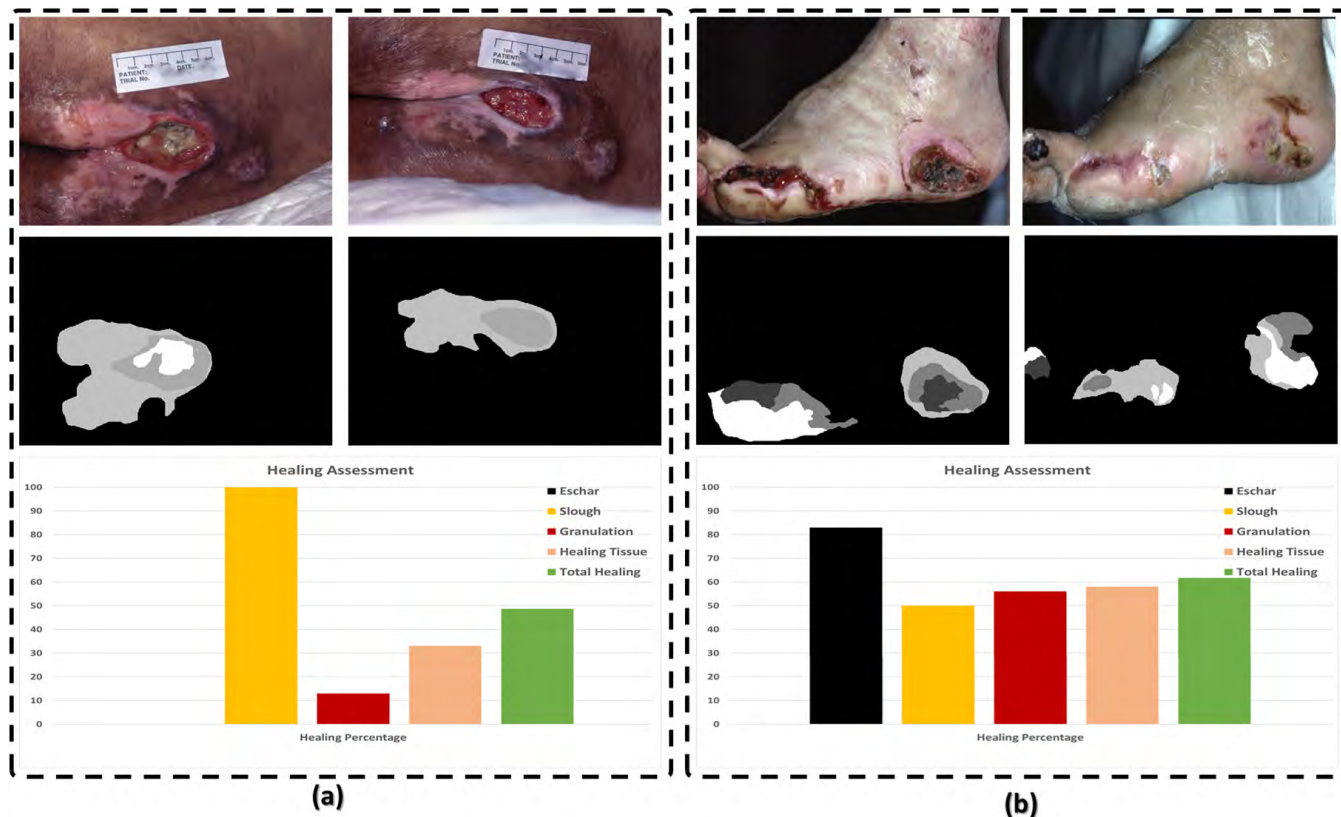 PATIENT:
DATE:
TRIAL No.
PATIENT:
TRIAL No.
Healing Assessment
100
90
80
70
60
50
40
30
20
10
0
Eschar
Slough
Granulation
Healing Tissue
Total Healing
Healing Percentage
(a)
Healing Assessment
100
90
80
70
60
50
40
30
20
10
0
Eschar
Slough
Granulation
Healing Tissue
Total Healing
Healing Percentage
(b)